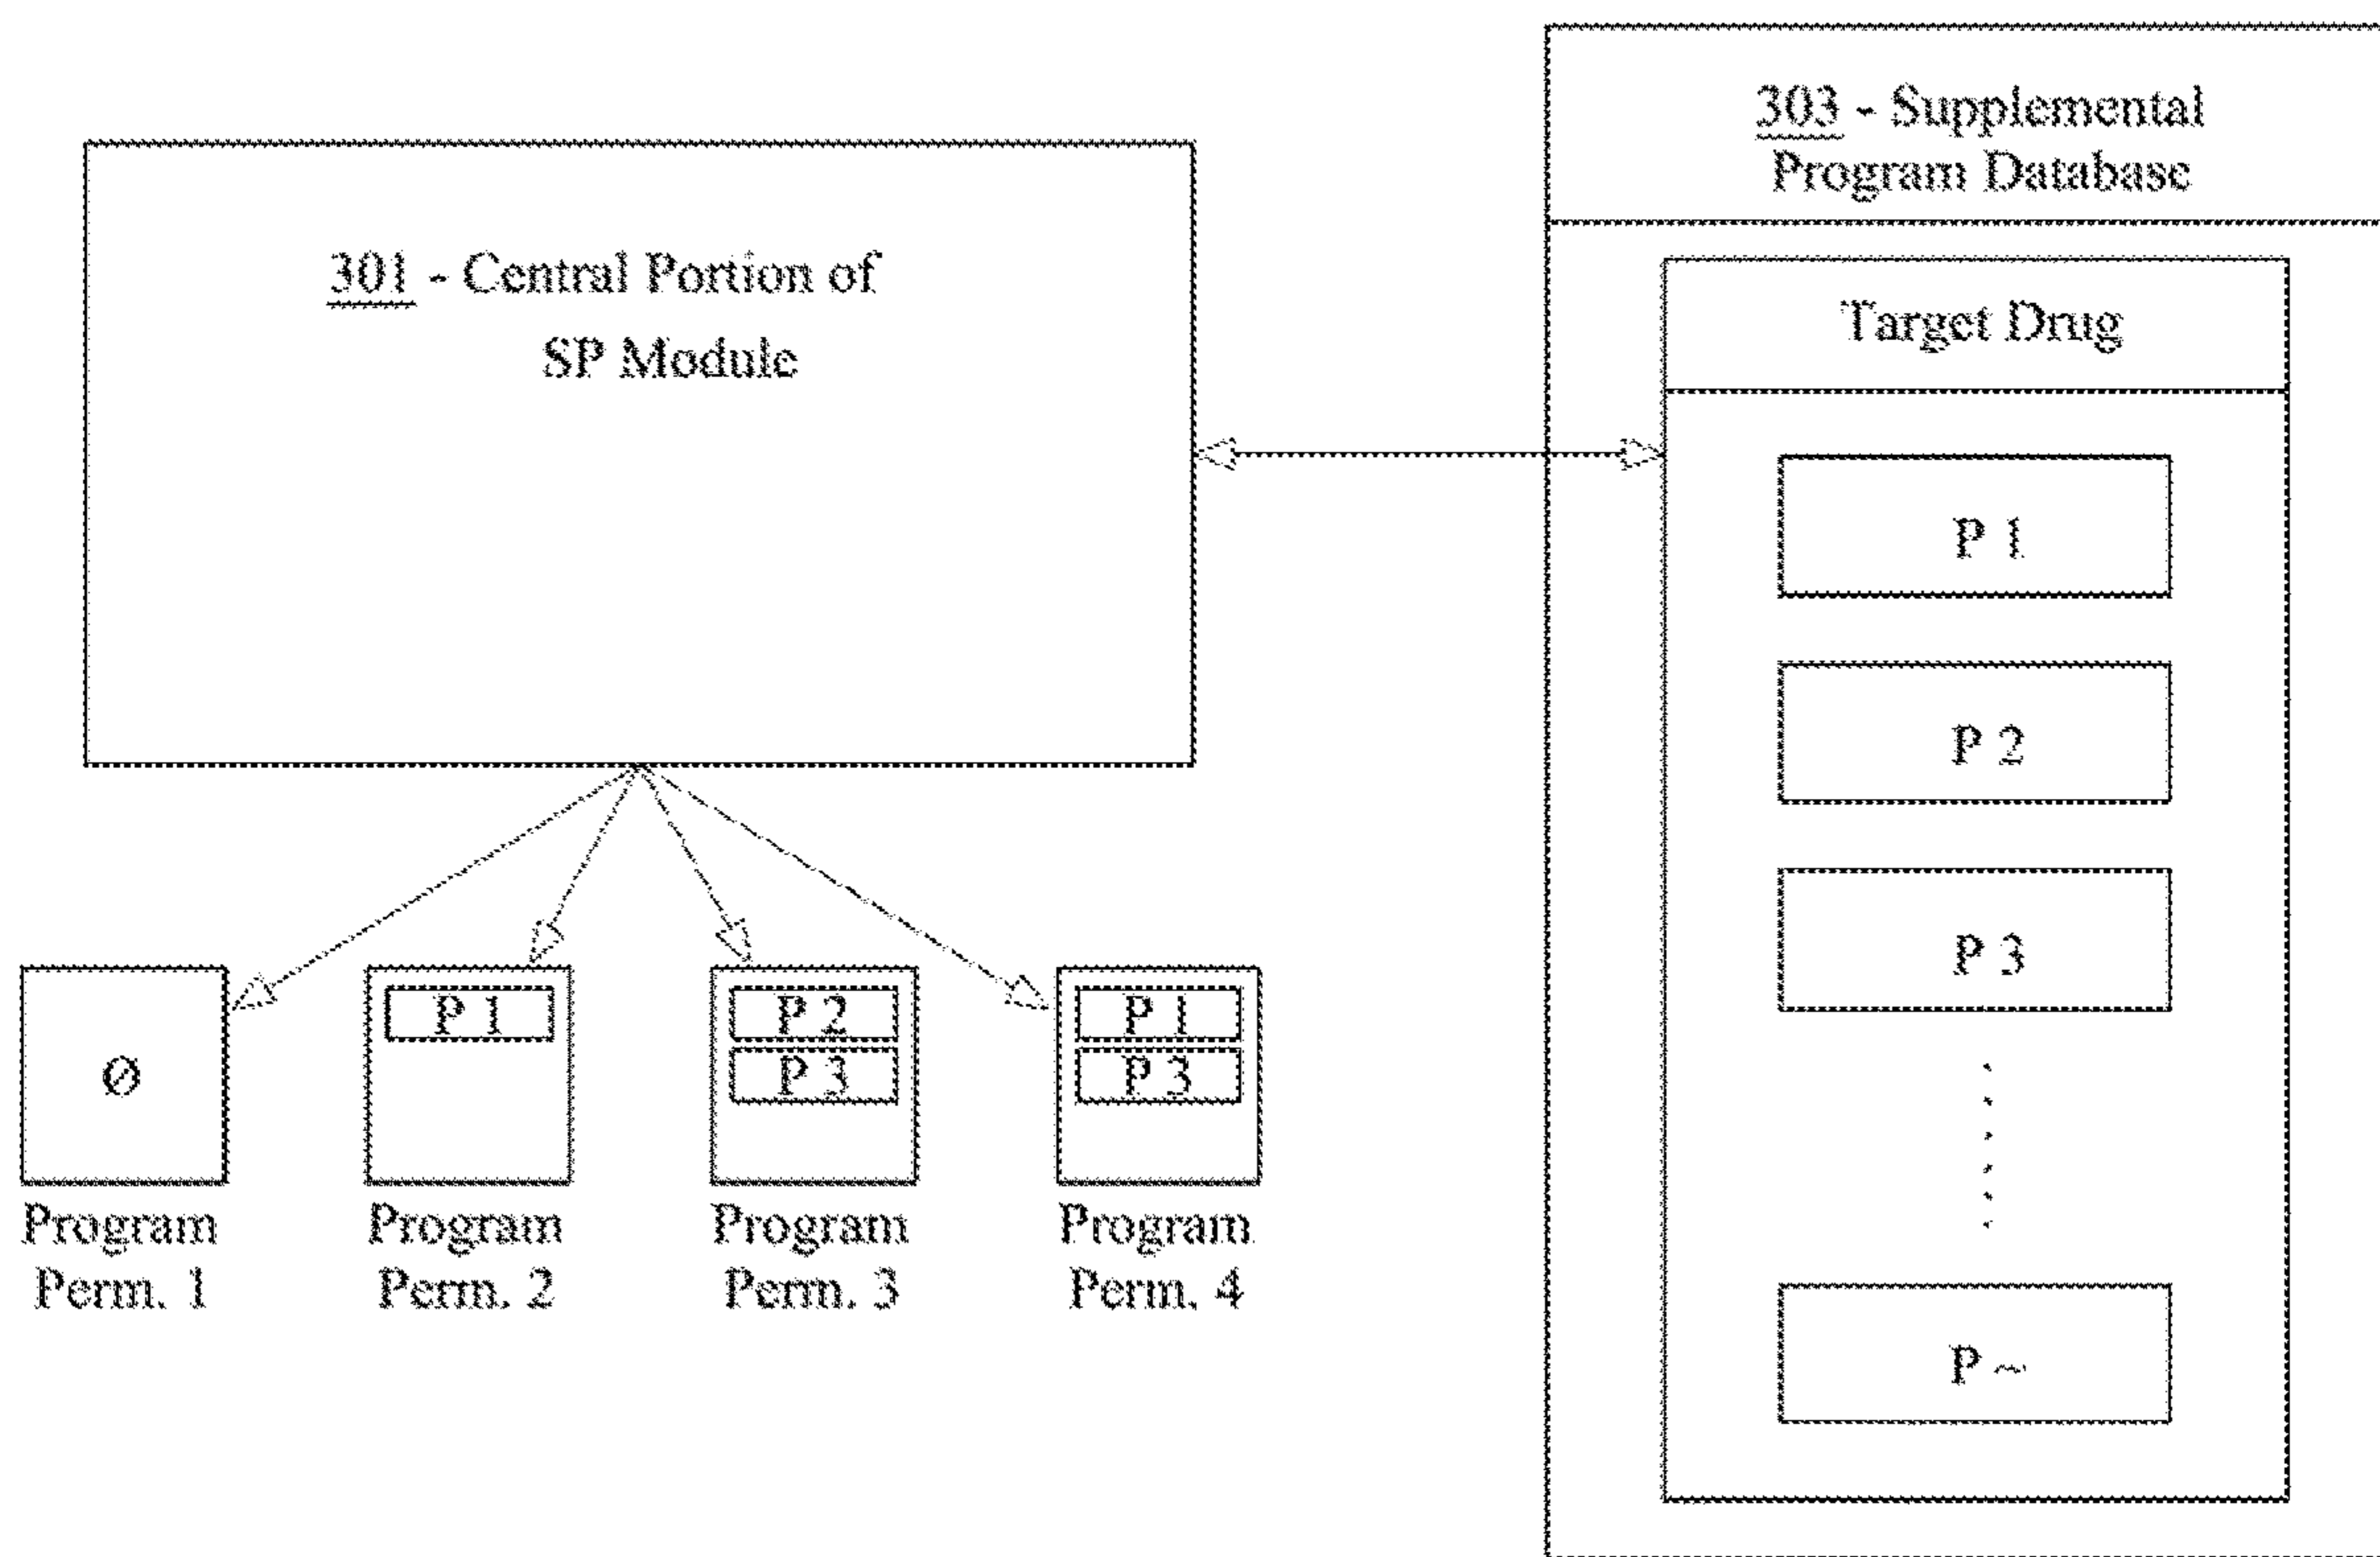 301 - Central Portion of
SP Module
303 - Supplemental
Program Database
Target Drug
P 1
P 2
P 3
P ~
Ø
Program
Perm. 1
P 1
Program
Perm. 2
P 2
P 3
Program
Perm. 3
P 1
P 3
Program
Perm. 4